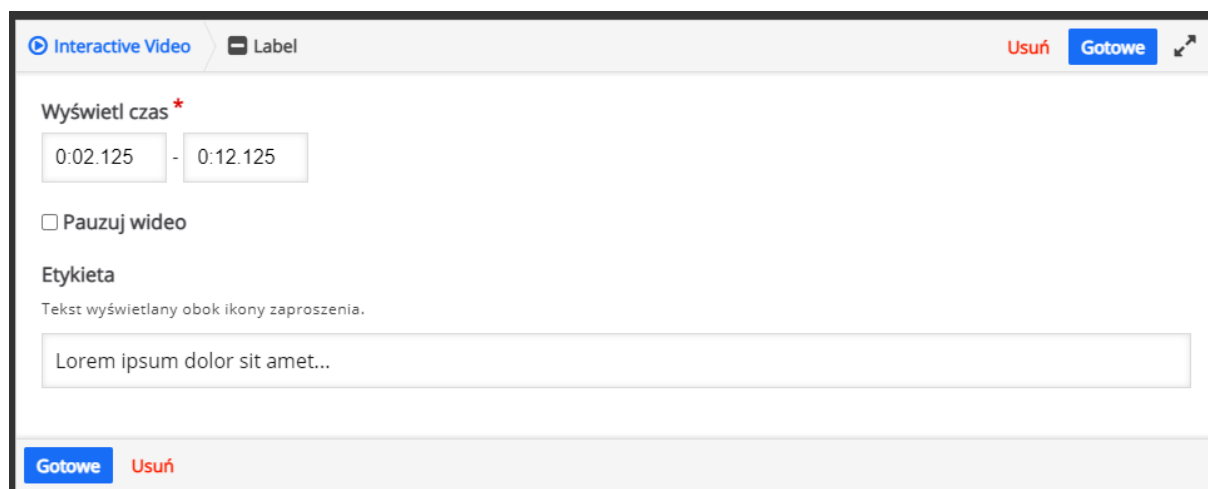 Interactive Video Label Usuń Gotowe
Wyświetl czas *
0:02.125 - 0:12.125
Pauzuj wideo
Etykieta
Tekst wyświetlany obok ikony zaproszenia.
Lorem ipsum dolor sit amet...
Gotowe Usuń